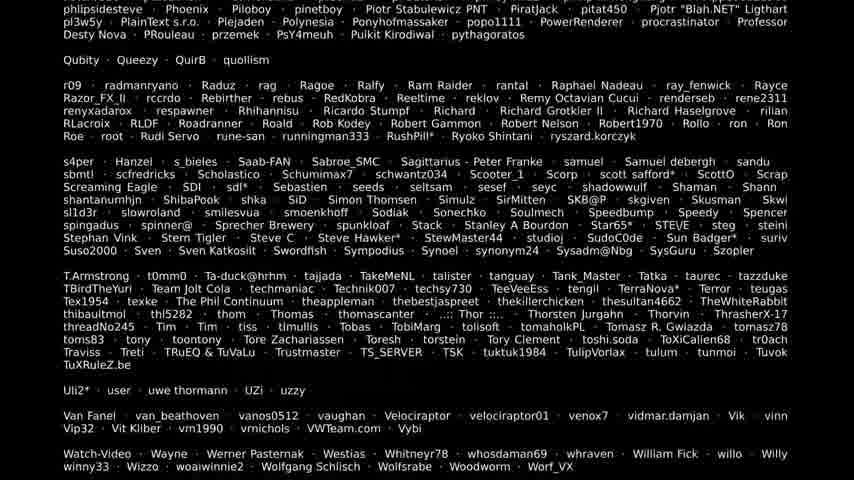 philpsidesteve · Phoenix · Piloboy · pinetboy · Piotr Stabulewicz PNT · PiratJack · pitat450 · Pjotr "Blah.NET" Ligthart
pl3w5y · PlainText s.r.o. · Plejaden · Polynesia · Ponyhofmassaker · popo1111 · PowerRenderer · procrastinator · Professor
Desty Nova · PRouleau · przemek · PsY4meuh · Pulkit Kirodiwal · pythagoratos
Qubity · Queezy · QuirB · quollism
r09 · radmanryano · Raduz · rag · Ragoe · Ralfy · Ram Raider · rantal · Raphael Nadeau · ray_fenwick · Rayce
Razor_FX_II · rccrdo · Rebirther · rebus · RedKobra · Reeltime · reklov · Remy Octavian Cucui · renderseb · rene2311
renyxadarox · respawner · Rhihannisu · Ricardo Stumpf · Richard · Richard Grotkler II · Richard Haselgrove · rilian
RLacroix · RLDF · Roadranner · Roald · Rob Kodey · Robert Gammon · Robert Nelson · Robert1970 · Rollo · ron · Ron
Roe · root · Rudi Servo · rune-san · runningman333 · RushPill* · Ryoko Shintani · ryszard.korczyk
s4per · Hanzel · s_bieles · Saab-FAN · Sabroe_SMC · Sagittarius - Peter Franke · samuel · Samuel debergh · sandu
sbmtl · scfredricks · Scholastico · Schumimax7 · schwantz034 · Scooter_1 · Scorp · scott safford* · ScottO · Scrap
Screaming Eagle · SDI · sdl* · Sebastien · seeds · seltsam · sesef · seyc · shadowwulf · Shaman · Shann
shantanumhjn · ShibaPook · shka · SiD · Simon Thomsen · Simulz · SirMitten · SKB@P · skgiven · Skusman · Skwi
sl1d3r · slowroland · smilesvua · smoenkhoff · Sodiak · Sonechko · Soulmech · Speedbump · Speedy · Spencer
spingadus · spinner@ · Sprecher Brewery · spunkloaf · Stack · Stanley A Bourdon · Star65* · STE\/E · steg · steini
Stephan Vink · Stern Tigler · Steve C · Steve Hawker* · StewMaster44 · studioj · SudoC0de · Sun Badger* · suriv
Suso2000 · Sven · Sven Katkosiit · Swordfish · Sympodius · Synoel · synonym24 · Sysadm@Nbg · SysGuru · Szopler
T.Armstrong · t0mm0 · Ta-duck@hrhm · tajjada · TakeMeNL · talister · tanguay · Tank_Master · Tatka · taurec · tazzduke
TBirdTheYuri · Team Jolt Cola · techmaniac · Technik007 · techsy730 · TeeVeeEss · tengil · TerraNova* · Terror · teugas
Tex1954 · texke · The Phil Continuum · theappleman · thebestjaspreet · thekillerchicken · thesultan4662 · TheWhiteRabbit
thibaultmol · thl5282 · thom · Thomas · thomascanter · ..::: Thor :::.. · Thorsten Jurgahn · Thorvin · ThrasherX-17
threadNo245 · Tim · Tim · tiss · tlmullis · Tobas · TobiMarg · tolisoft · tomaholkPL · Tomasz R. Gwiazda · tomasz78
toms83 · tony · toontony · Tore Zachariassen · Toresh · torstein · Tory Clement · toshi.soda · ToXiCalien68 · tr0ach
Traviss · Treti · TRuEQ & TuVaLu · Trustmaster · TS_SERVER · TSK · tuktuk1984 · TulipVorlax · tulum · tunmoi · Tuvok
TuXRuleZ.be
Uli2* · user · uwe thormann · UZi · uzzy
Van Fanel · van_beathoven · vanos0512 · vaughan · Velociraptor · velociraptor01 · venox7 · vidmar.damjan · Vik · vinn
Vip32 · Vit Kliber · vm1990 · vrnichols · VWTeam.com · Vybi
Watch-Video · Wayne · Werner Pasternak · Westias · Whitneyr78 · whosdaman69 · whraven · William Fick · willo · Willy
winny33 · Wizzo · woaiwinnie2 · Wolfgang Schlisch · Wolfsrabe · Woodworm · Worf_VX